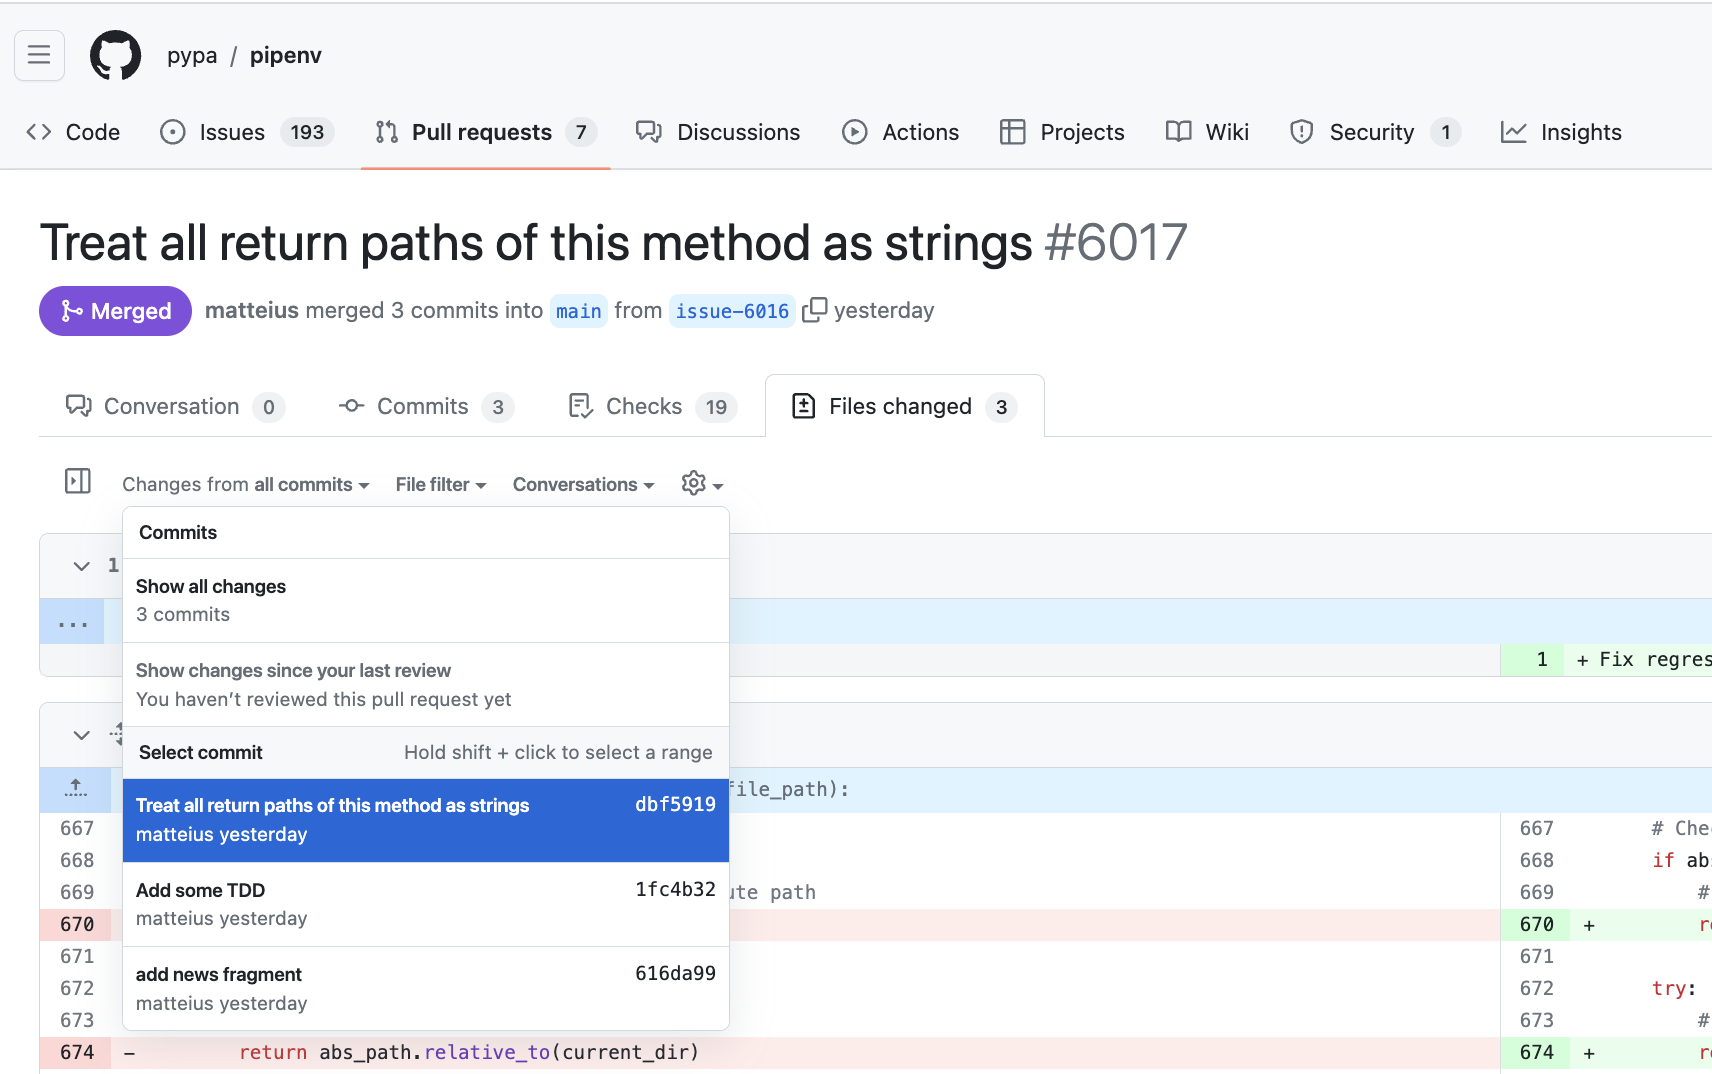 pypa / pipenv
Code Issues 193 Pull requests 7 Discussions Actions Projects Wiki Security 1 Insights
Treat all return paths of this method as strings #6017
Merged matteius merged 3 commits into main from issue-6016 yesterday
Conversation 0 Commits 3 Checks 19 Files changed 3
Changes from all commits File filter Conversations
Commits
1
Show all changes
3 commits
...
Show changes since your last review
1 + Fix regres
You haven’t reviewed this pull request yet
Select commit Hold shift + click to select a range
Treat all return paths of this method as strings dbf5919
file_path):
matteius yesterday
667 667 # Chec
668 668 if abs
Add some TDD 1fc4b32
669 ute path 669 #
matteius yesterday
670 670 + re
671 671
add news fragment 616da99
672 672 try:
matteius yesterday
673 673 #
674 - return abs_path.relative_to(current_dir) 674 + re